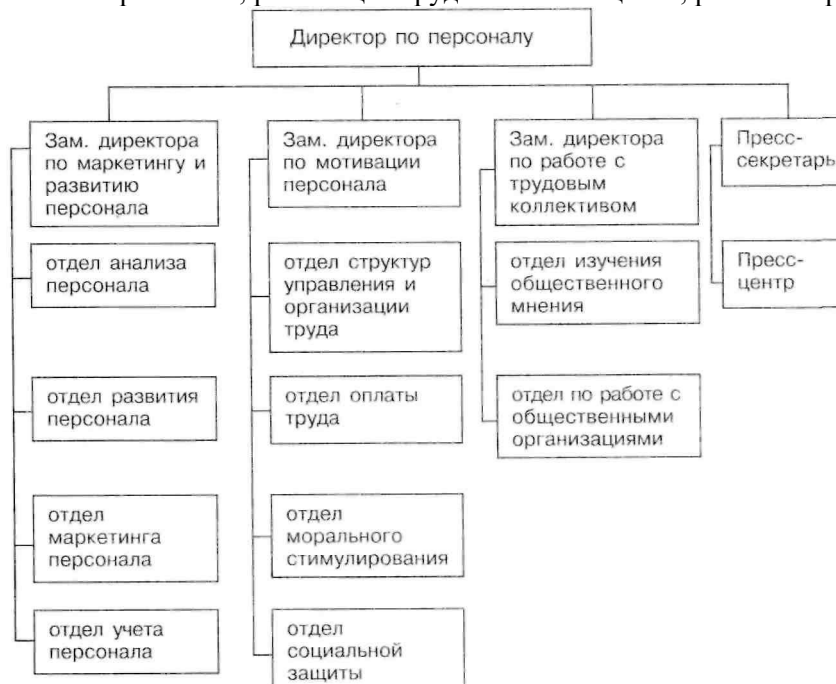 Директор по персоналу
Зам. директора
по маркетингу и
развитию
персонала
отдел анализа
персонала
отдел развития
персонала
отдел
маркетинга
персонала
отдел учета
персонала
Зам. директора
по мотивации
персонала
отдел структур
управления и
организации
труда
отдел оплаты
труда
отдел
морального
стимулирования
отдел
социальной
защиты
Зам. директора
по работе с
трудовым
коллективом
отдел изучения
общественного
мнения
отдел по работе с
общественными
организациями
Пресс-
секретарь
Пресс-
центр